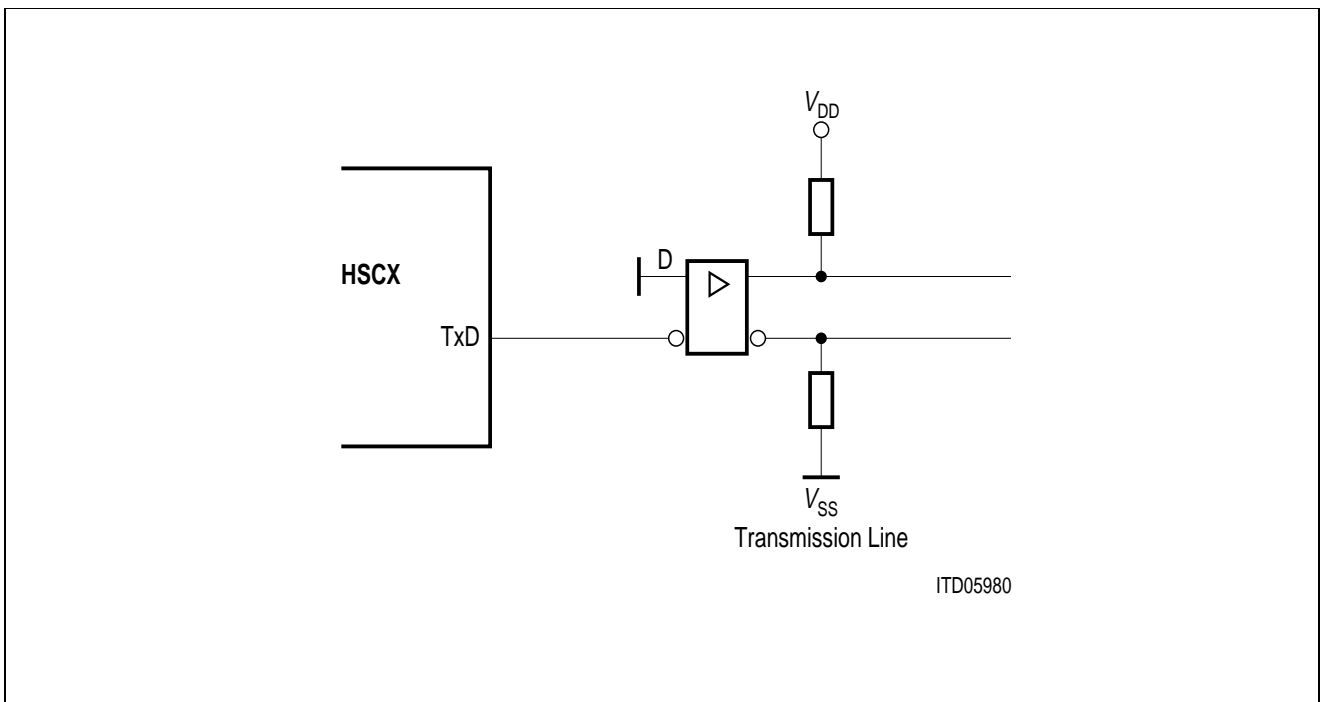 VDD
D
HSCX
TxD
VSS
Transmission Line
ITD05980